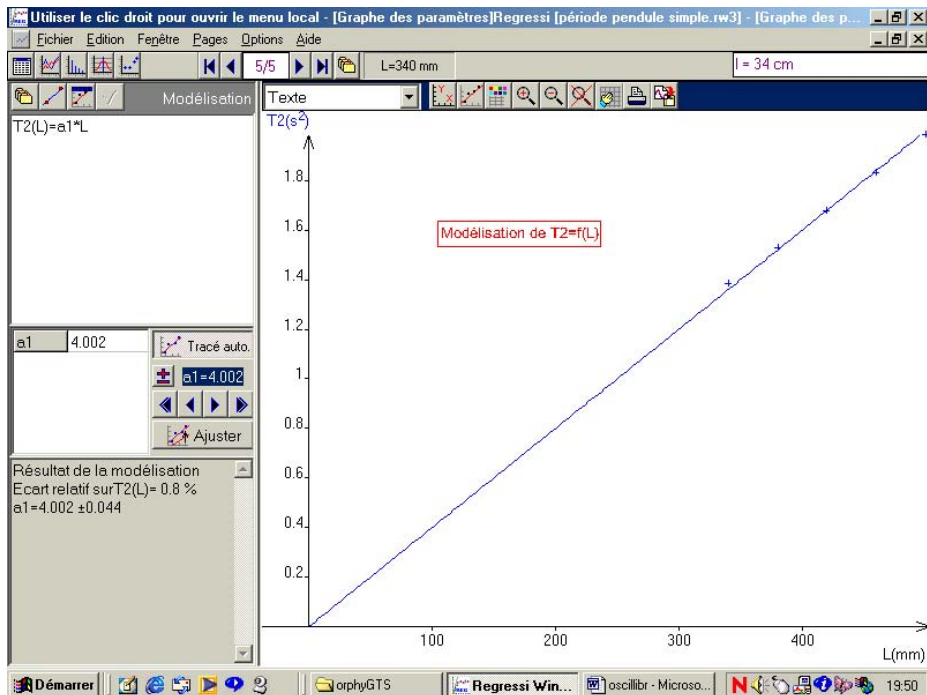 Utiliser le clic droit pour ouvrir le menu local - [Graphe des paramètres]Regressi [période pendule simple.rw3] - [Graphe des p...
Fichier Edition Fenêtre Pages Options Aide
5/5 L=340 mm l = 34 cm
Modélisation Texte
T2(L)=a1*L
T2(s²)
1.8
1.6
Modélisation de T2=f(L)
1.4
1.2
a1 4.002 Tracé auto.
a1=4.002
1
Ajuster
0.8
Résultat de la modélisation
Ecart relatif surT2(L)= 0.8 %
a1=4.002 ±0.044
0.6
0.4
0.2
100 200 300 400
L(mm)
Démarrer orphyGTS Regressi Win... oscillibr - Microso... 19:50